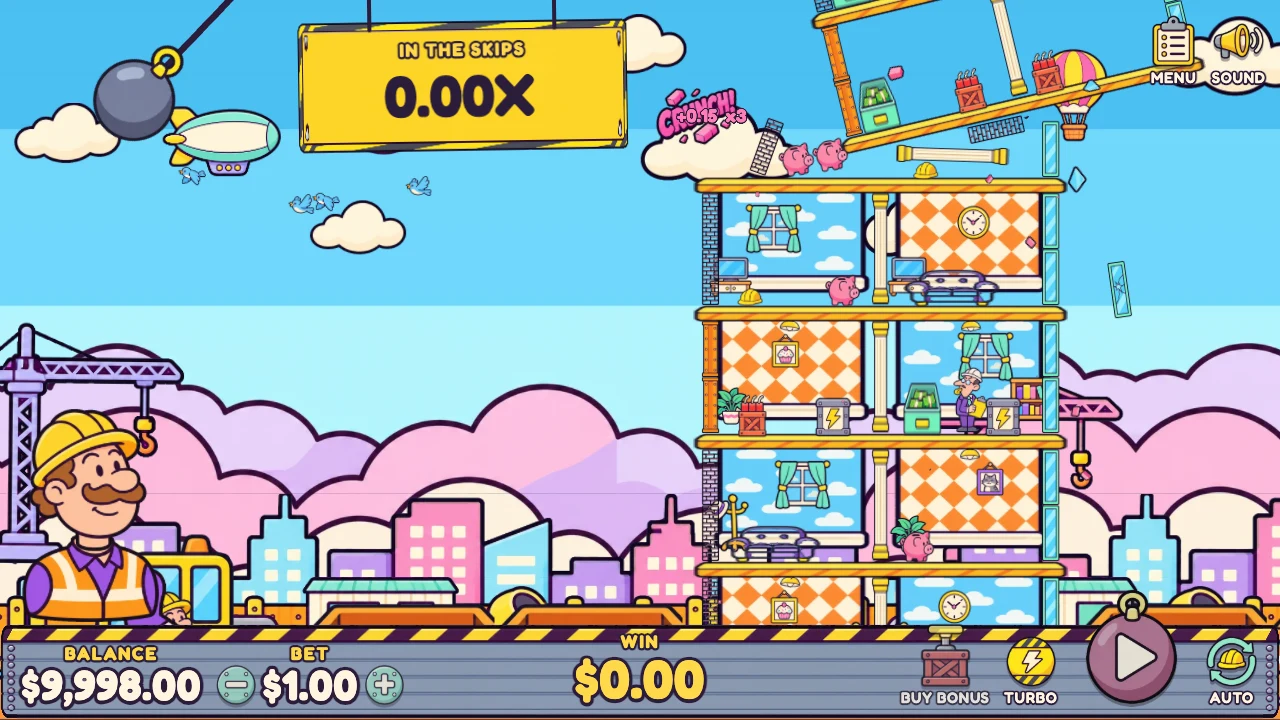 IN THE SKIPS
0.00X
CRUNCH!
+0.15 x3
MENU
SOUND
BALANCE
$9,998.00
BET
$1.00
WIN
$0.00
BUY BONUS
TURBO
AUTO